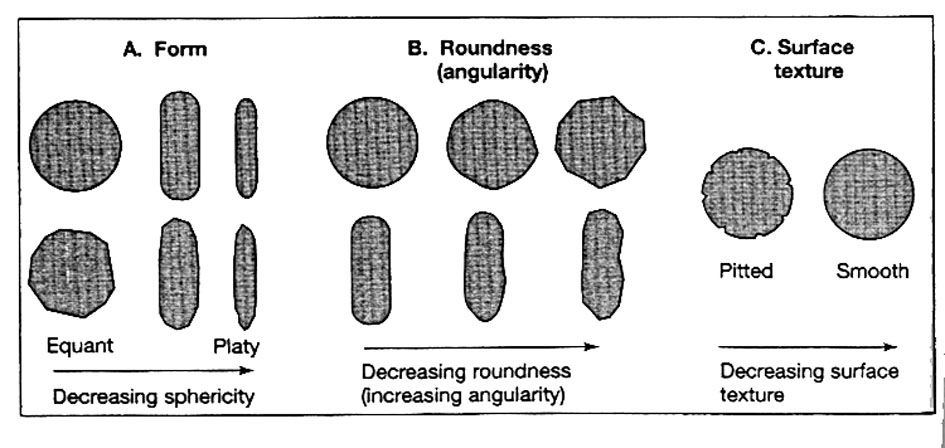 A. Form
Equant
Platy
Decreasing sphericity
B. Roundness
(angularity)
Decreasing roundness
(increasing angularity)
C. Surface
texture
Pitted
Smooth
Decreasing surface
texture